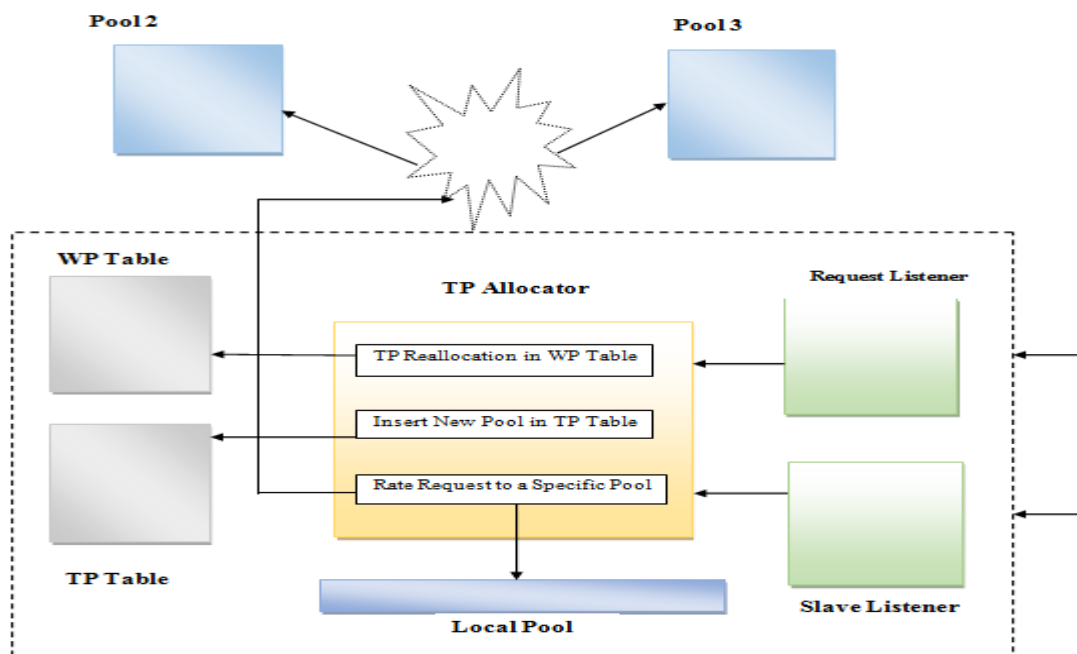 Pool 2
Pool 3
WP Table
TP Allocator
Request Listener
TP Reallocation in WP Table
Insert New Pool in TP Table
Rate Request to a Specific Pool
TP Table
Slave Listener
Local Pool